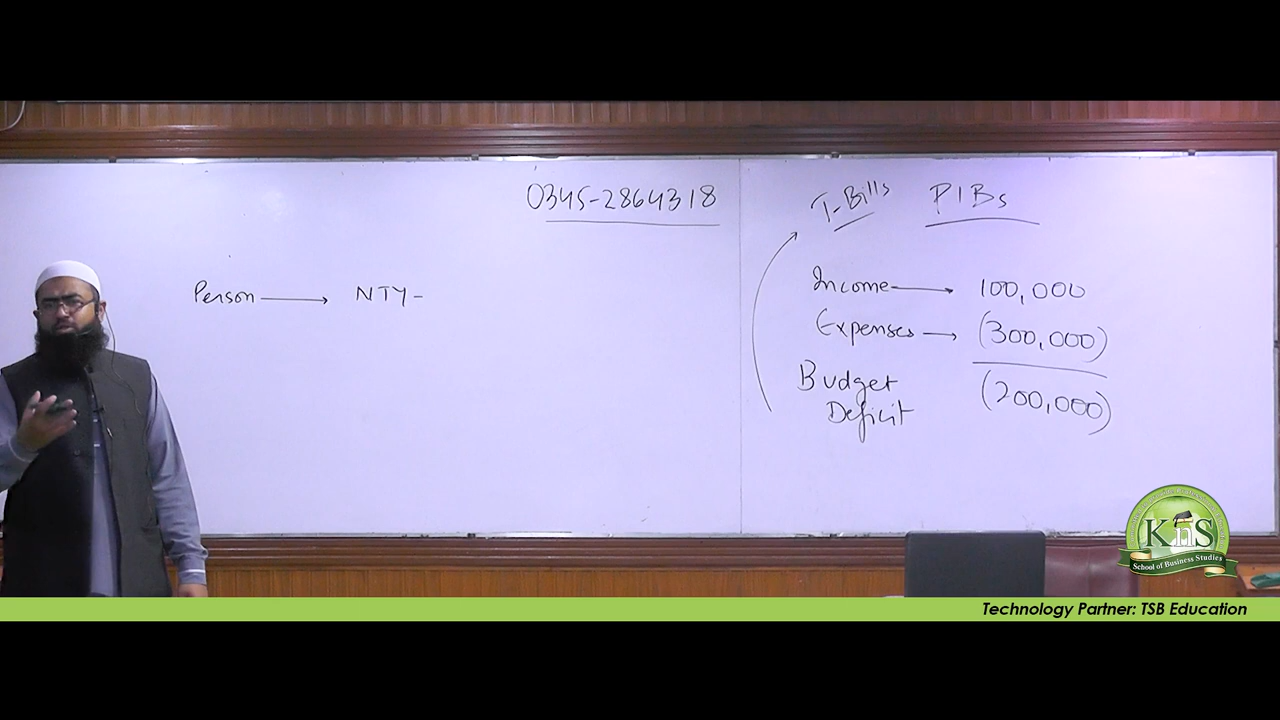 0345-2864318
Person → NTY-
T-Bills PIBs
Income → 100,000
Expenses → (300,000)
Budget Deficit (200,000)
KnS
School of Business Studies
Technology Partner: TSB Education